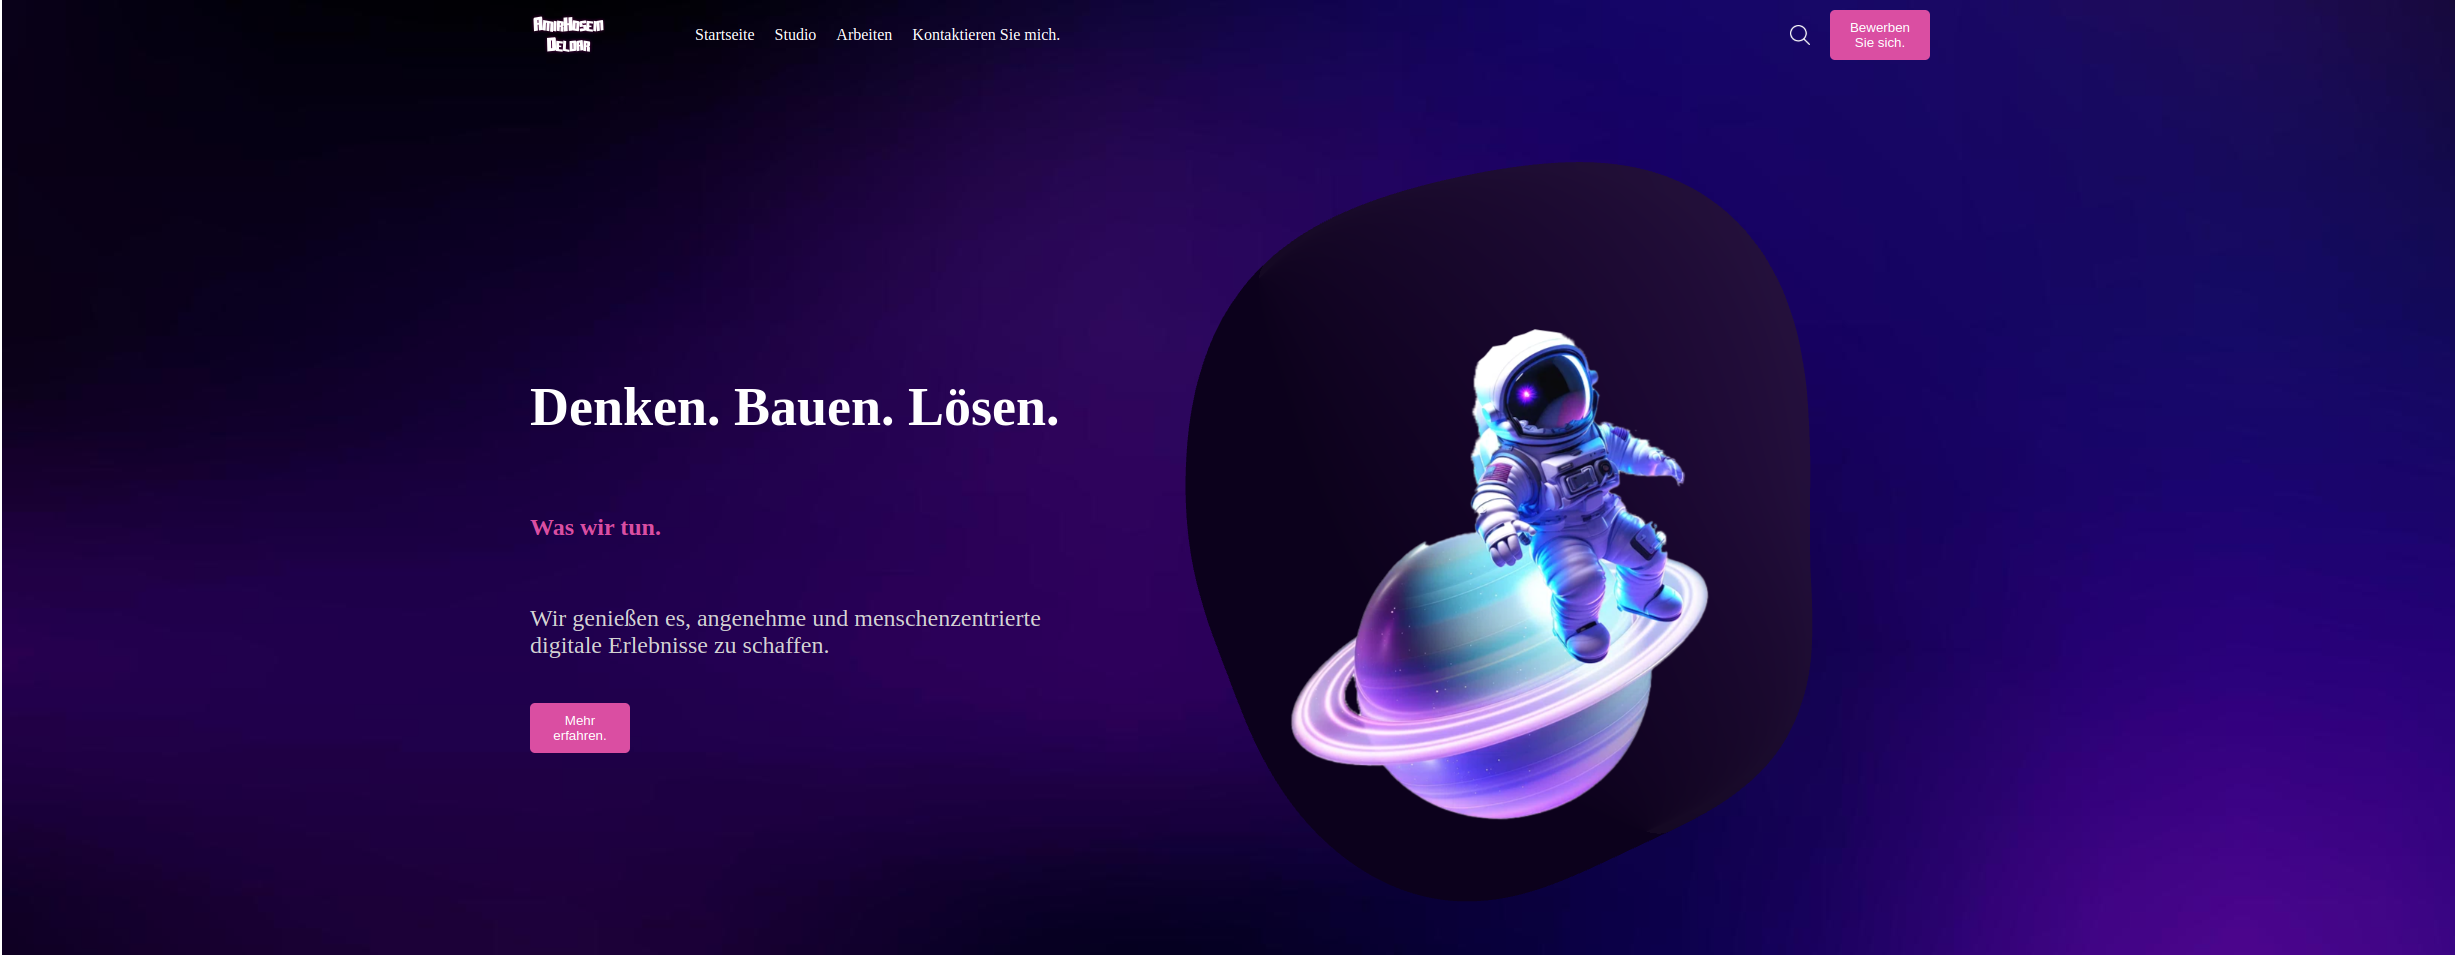 AmirHosein
Deldar
Startseite Studio Arbeiten Kontaktieren Sie mich.
Bewerben
Sie sich.
Denken. Bauen. Lösen.
Was wir tun.
Wir genießen es, angenehme und menschenzentrierte
digitale Erlebnisse zu schaffen.
Mehr
erfahren.